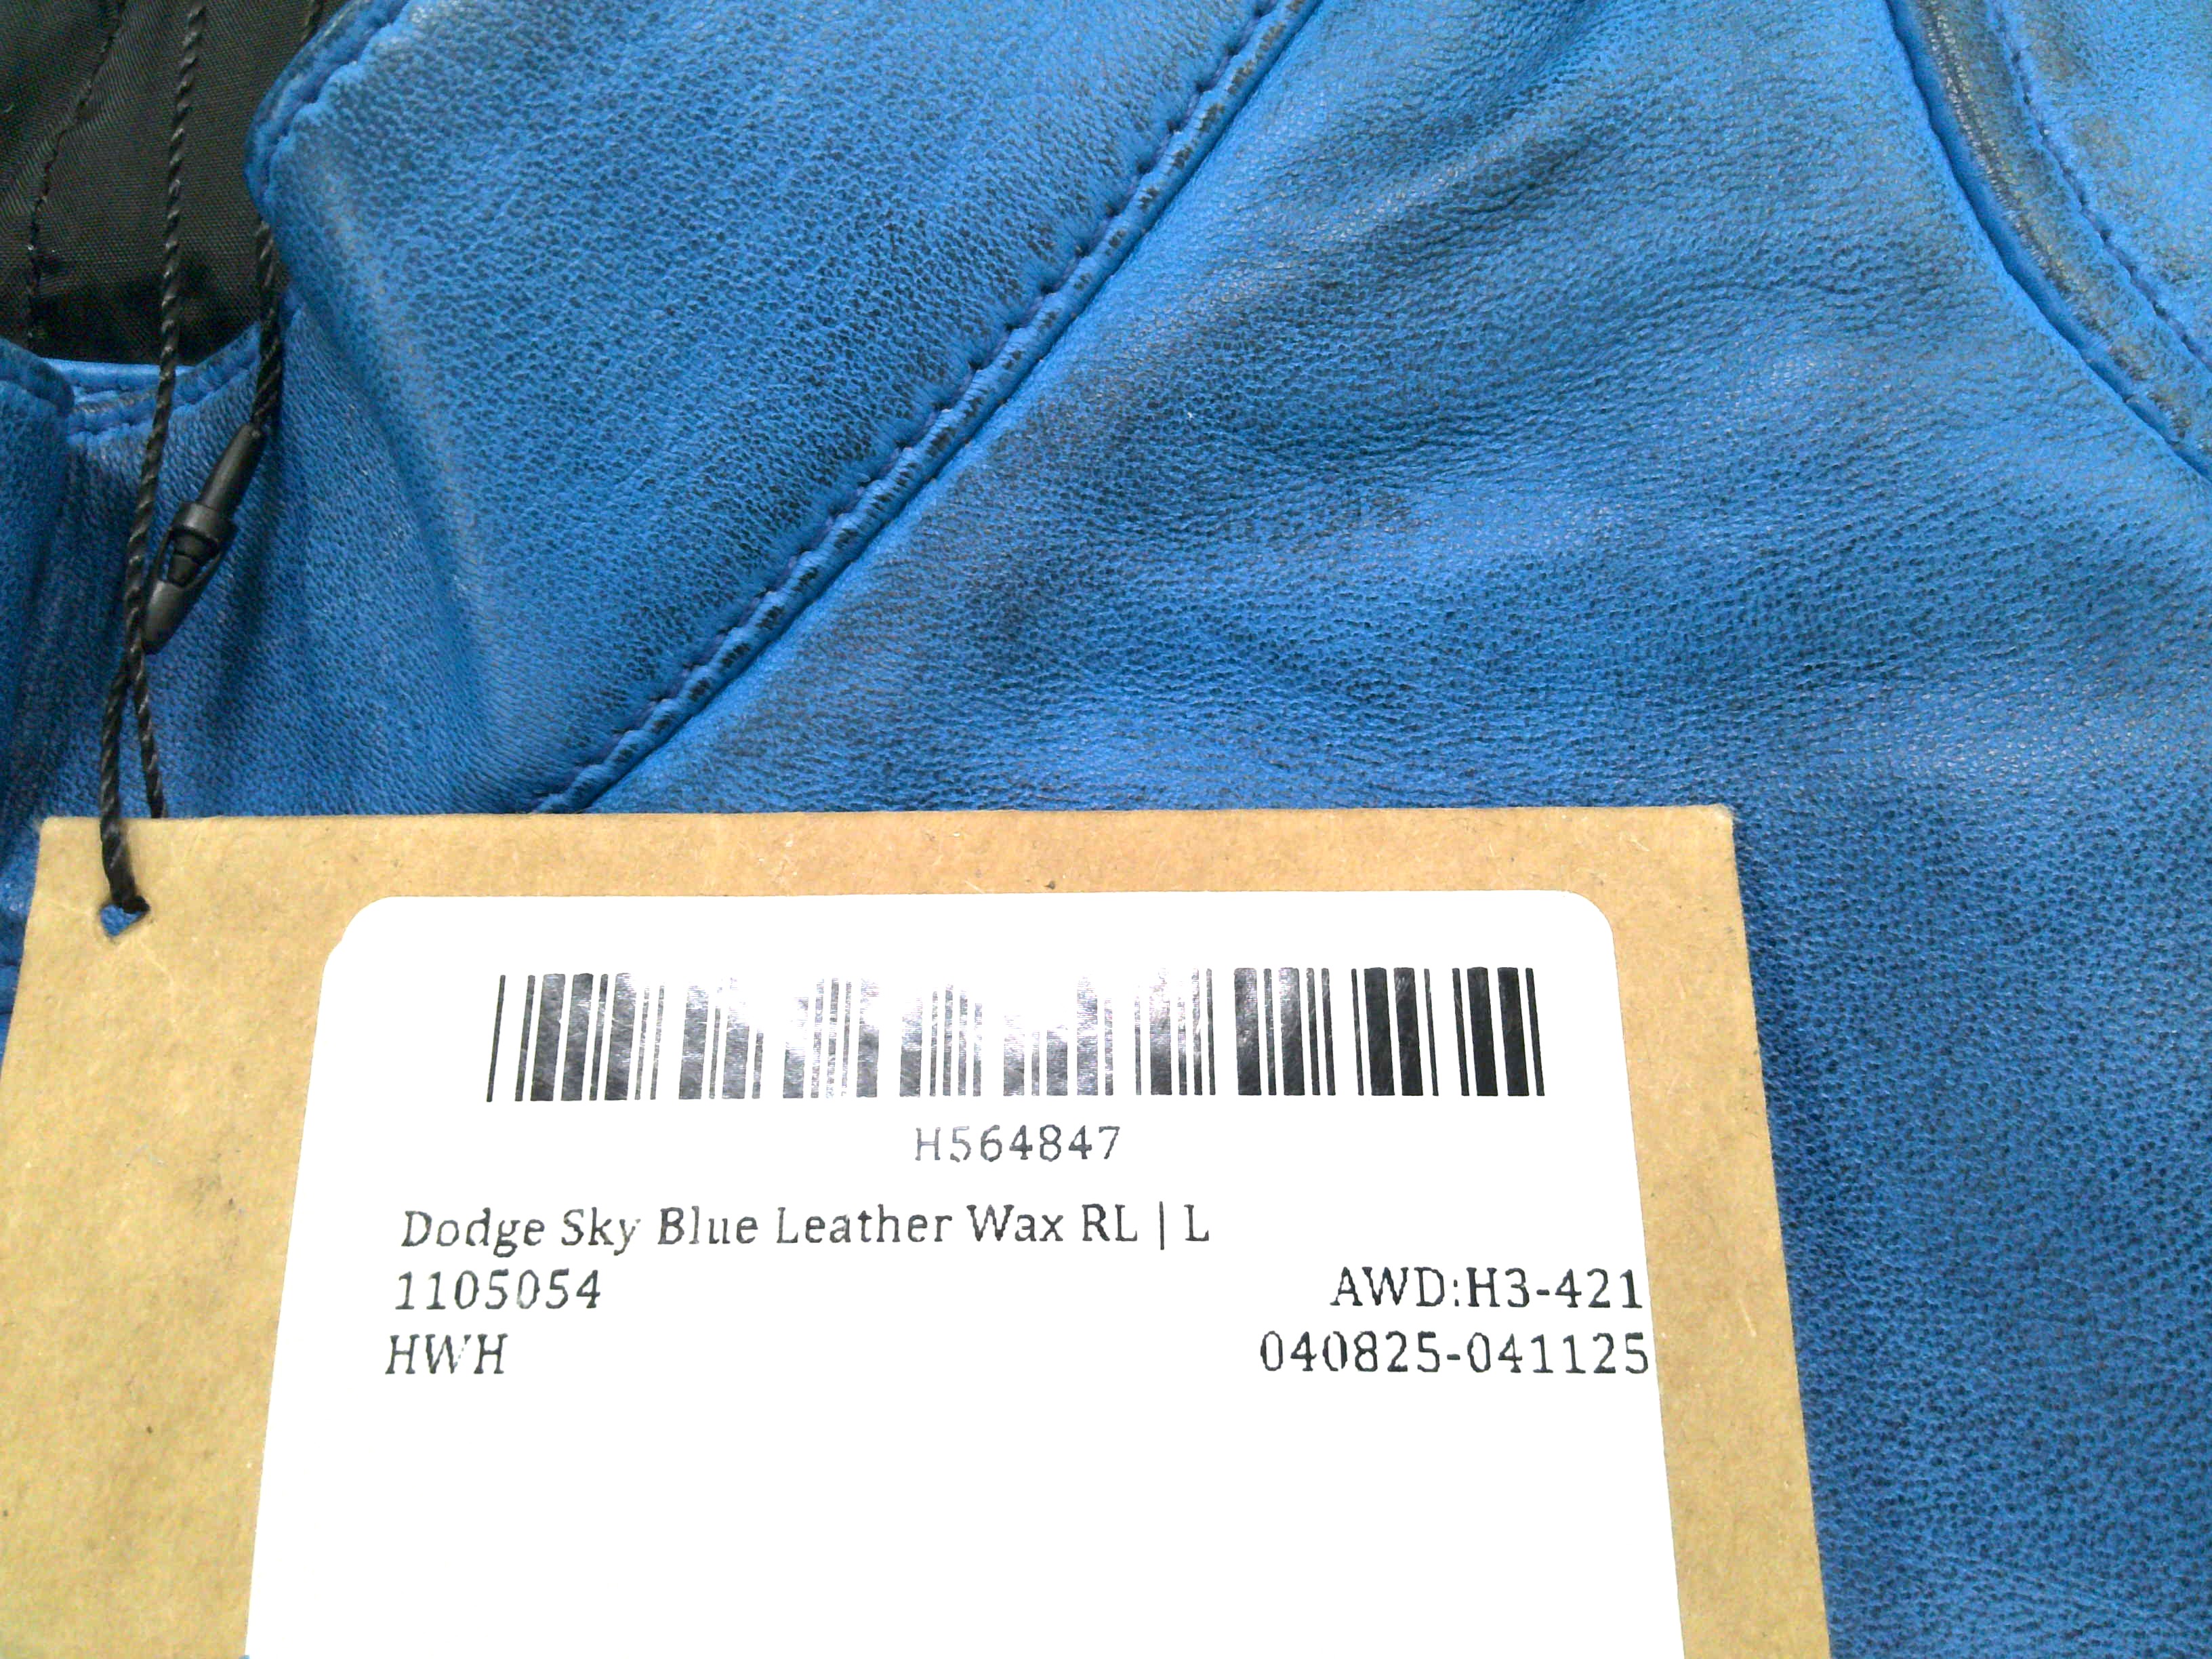 H564847
Dodge Sky Blue Leather Wax RL | L
1105054
AWD:H3-421
HWH
040825-041125